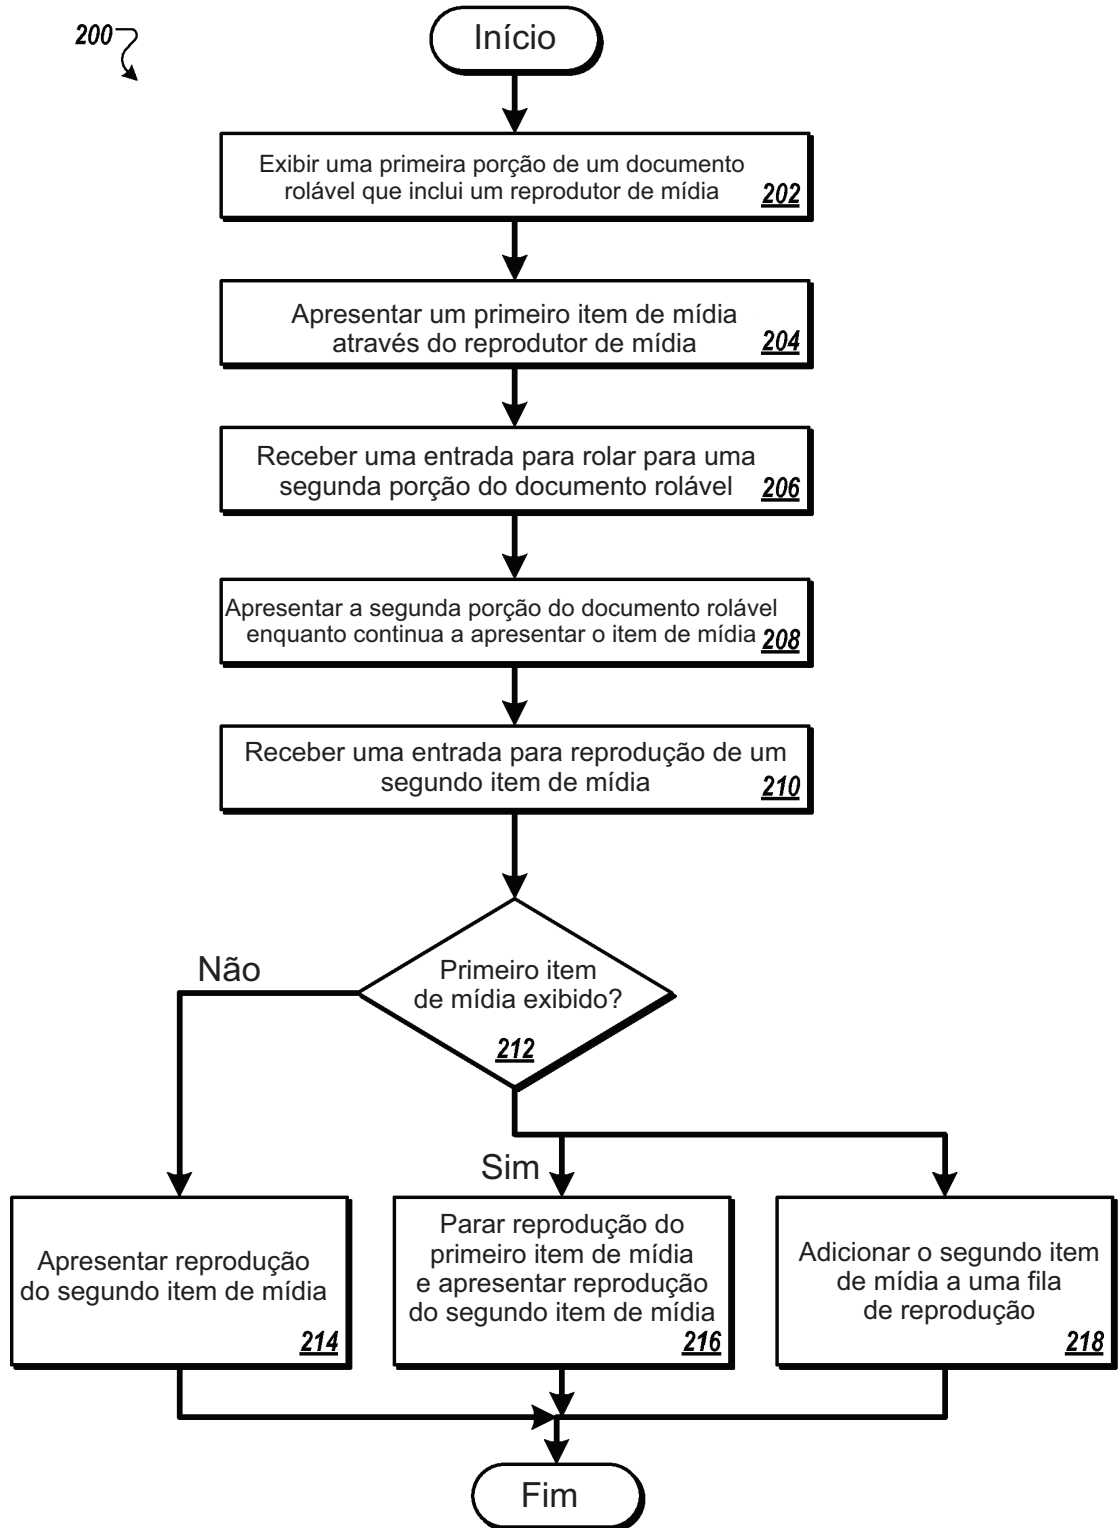 200
Início
Exibir uma primeira porção de um documento
rolável que inclui um reprodutor de mídia
202
Apresentar um primeiro item de mídia
através do reprodutor de mídia
204
Receber uma entrada para rolar para uma
segunda porção do documento rolável
206
Apresentar a segunda porção do documento rolável
enquanto continua a apresentar o item de mídia
208
Receber uma entrada para reprodução de um
segundo item de mídia
210
Primeiro item
de mídia exibido?
212
Não
Sim
Apresentar reprodução
do segundo item de mídia
214
Parar reprodução do
primeiro item de mídia
e apresentar reprodução
do segundo item de mídia
216
Adicionar o segundo item
de mídia a uma fila
de reprodução
218
Fim